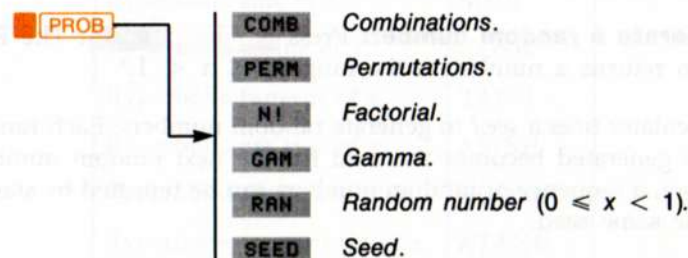 PROB
COMB Combinations.
PERM Permutations.
N! Factorial.
GAM Gamma.
RAN Random number (0 ⩽ x < 1).
SEED Seed.